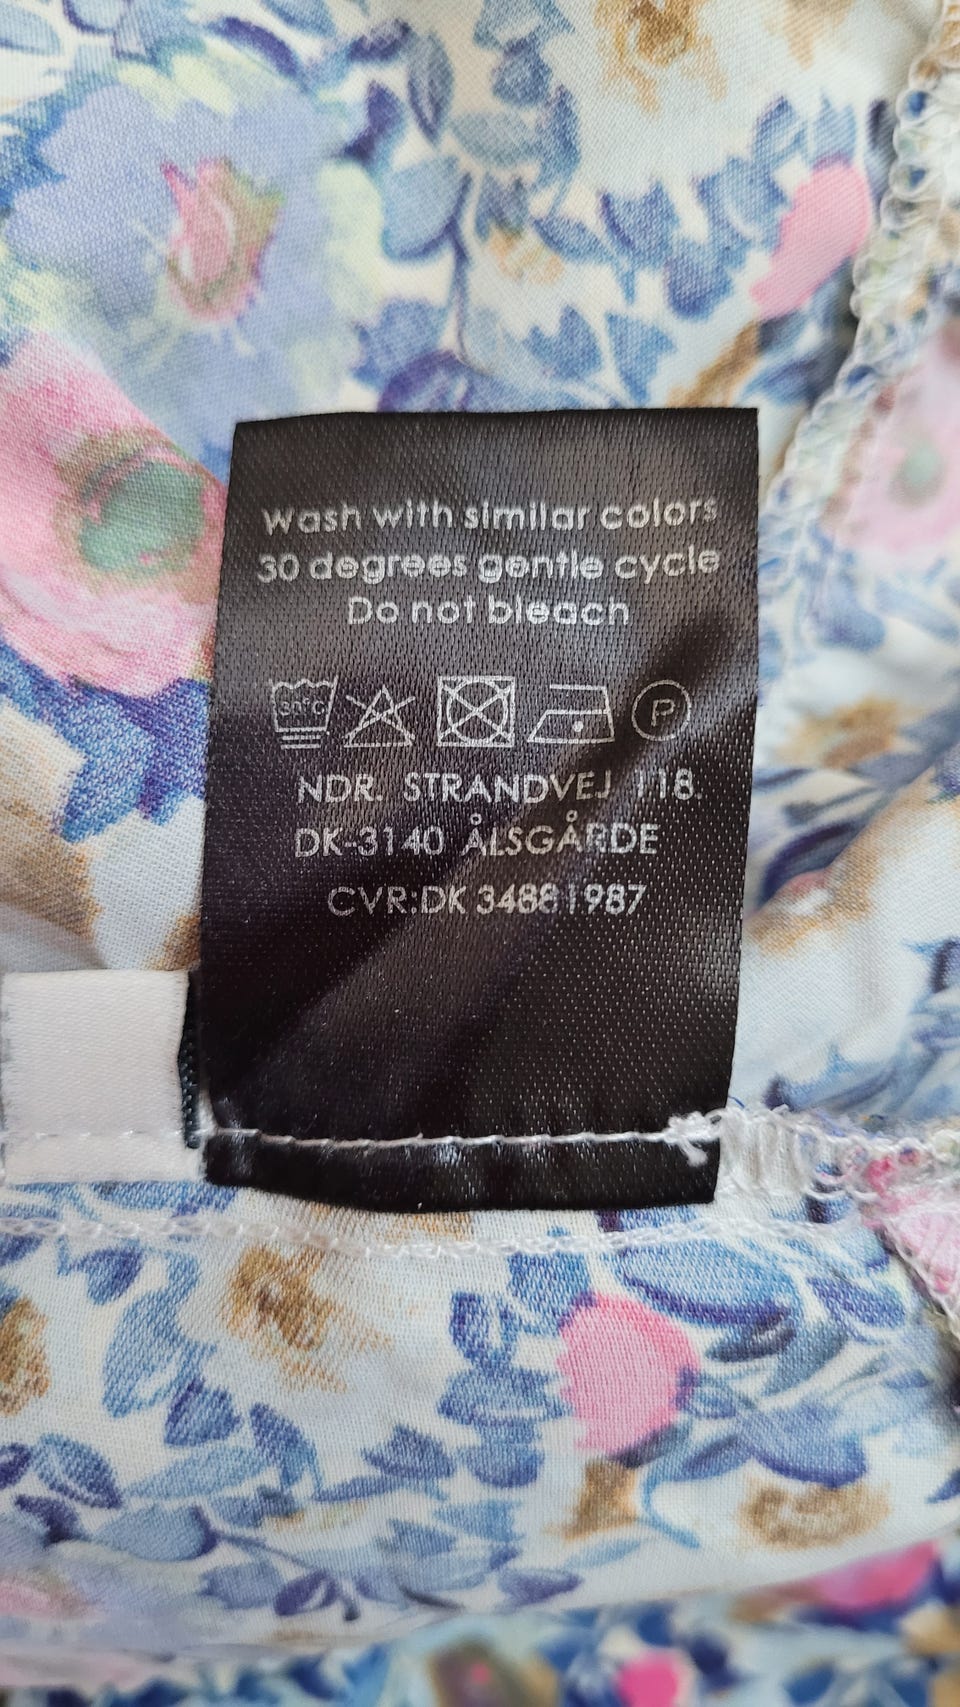 Wash with similar colors
30 degrees gentle cycle
Do not bleach
30°C P
NDR. STRANDVEJ 118.
DK-3140 ÅLSGÅRDE
CVR:DK 34881987